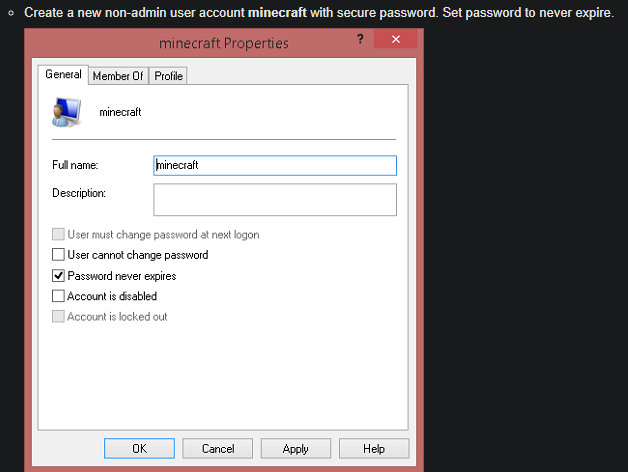 Create a new non-admin user account minecraft with secure password. Set password to never expire.
minecraft Properties ? ×
General Member Of Profile
minecraft
Full name: minecraft
Description:
User must change password at next logon
User cannot change password
Password never expires
Account is disabled
Account is locked out
OK Cancel Apply Help